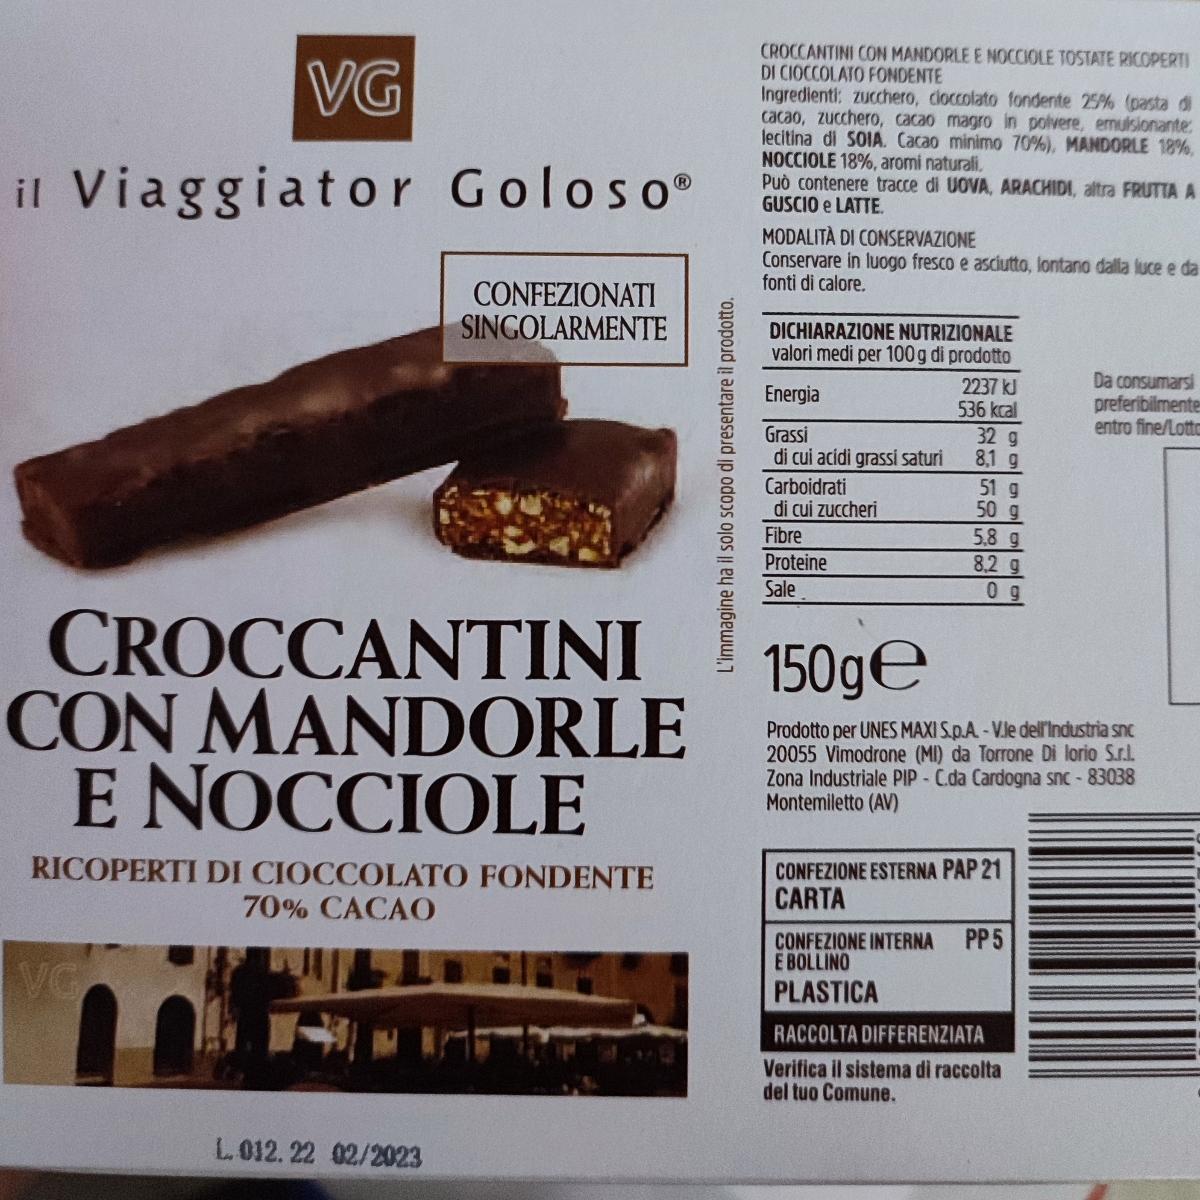 VG
il Viaggiator Goloso®
CONFEZIONATI
SINGOLARMENTE
CROCCANTINI
CON MANDORLE
E NOCCIOLE
RICOPERTI DI CIOCCOLATO FONDENTE
70% CACAO
VG
L. 012. 22 02/2023
L'immagine ha il solo scopo di presentare il prodotto.
CROCCANTINI CON MANDORLE E NOCCIOLE TOSTATE RICOPERTI
DI CIOCCOLATO FONDENTE
Ingredienti: zucchero, cioccolato fondente 25% (pasta di
cacao, zucchero, cacao magro in polvere, emulsionante:
lecitina di SOIA. Cacao minimo 70%), MANDORLE 18%,
NOCCIOLE 18%, aromi naturali.
Può contenere tracce di UOVA, ARACHIDI, altra FRUTTA A
GUSCIO e LATTE.
MODALITÀ DI CONSERVAZIONE
Conservare in luogo fresco e asciutto, lontano dalla luce e da
fonti di calore.
DICHIARAZIONE NUTRIZIONALE
valori medi per 100 g di prodotto
Energia 2237 kJ
536 kcal
Grassi 32 g
di cui acidi grassi saturi 8,1 g
Carboidrati 51 g
di cui zuccheri 50 g
Fibre 5,8 g
Proteine 8,2 g
Sale 0 g
Da consumarsi
preferibilmente
entro fine/Lotto
150g e
Prodotto per UNES MAXI S.p.A. - V.le dell'Industria snc
20055 Vimodrone (MI) da Torrone Di Iorio S.r.l.
Zona Industriale PIP - C.da Cardogna snc - 83038
Montemiletto (AV)
CONFEZIONE ESTERNA PAP 21
CARTA
CONFEZIONE INTERNA PP 5
E BOLLINO
PLASTICA
RACCOLTA DIFFERENZIATA
Verifica il sistema di raccolta
del tuo Comune.